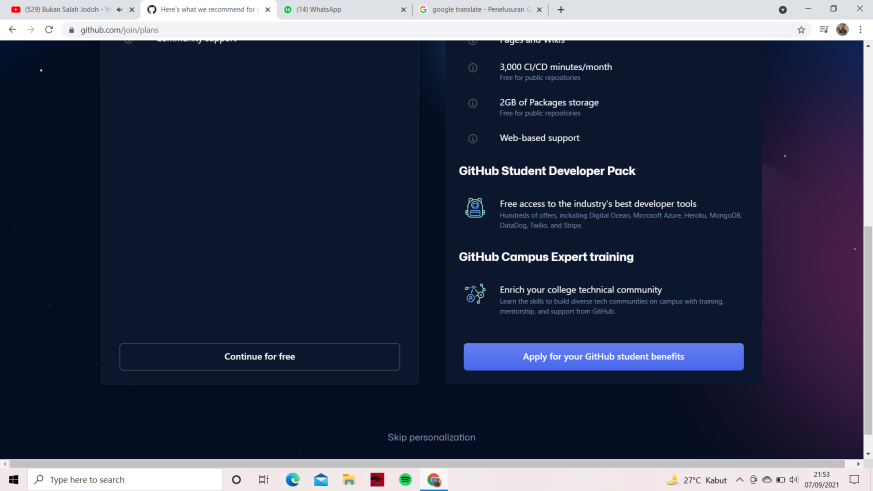 (529) Bukan Salah Jodoh - Yo
Here's what we recommend for
(14) WhatsApp
google translate - Penelusuran G
github.com/join/plans
Community support
Pages and Wikis
3,000 CI/CD minutes/month
Free for public repositories
2GB of Packages storage
Free for public repositories
Web-based support
GitHub Student Developer Pack
Free access to the industry's best developer tools
Hundreds of offers, including Digital Ocean, Microsoft Azure, Heroku, MongoDB,
DataDog, Twilio, and Stripe.
GitHub Campus Expert training
Enrich your college technical community
Learn the skills to build diverse tech communities on campus with training,
mentorship, and support from GitHub.
Continue for free
Apply for your GitHub student benefits
Skip personalization
Type here to search
27°C Kabut
21:53
07/09/2021